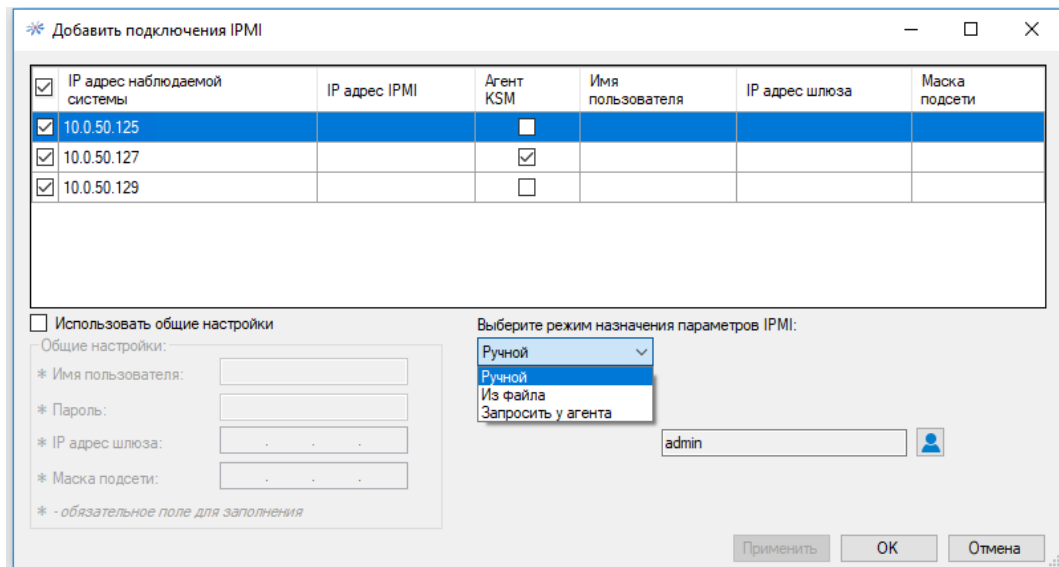 Добавить подключения IPMI
IP адрес наблюдаемой системы
IP адрес IPMI
Агент KSM
Имя пользователя
IP адрес шлюза
Маска подсети
10.0.50.125
10.0.50.127
10.0.50.129
Использовать общие настройки
Общие настройки:
* Имя пользователя:
* Пароль:
* IP адрес шлюза:
* Маска подсети:
* - обязательное поле для заполнения
Выберите режим назначения параметров IPMI:
Ручной
Ручной
Из файла
Запросить у агента
admin
Применить
OK
Отмена